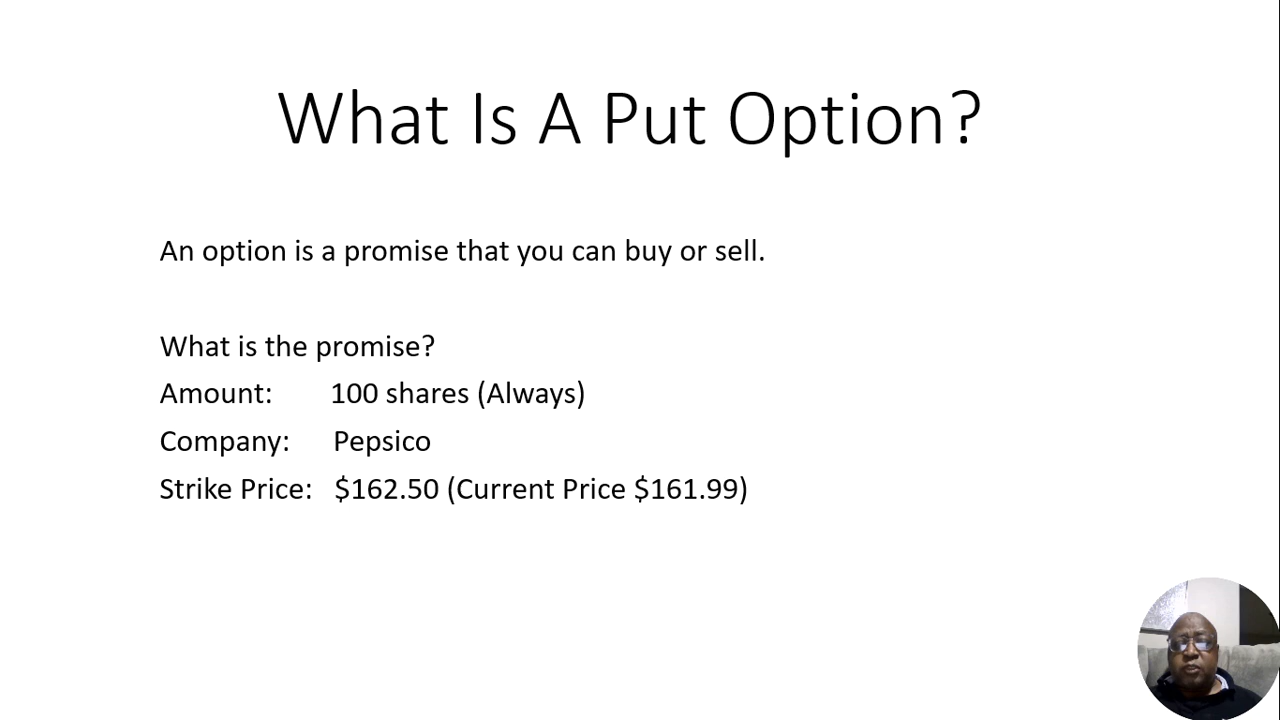 What Is A Put Option?
An option is a promise that you can buy or sell.
What is the promise?
Amount: 100 shares (Always)
Company: Pepsico
Strike Price: $162.50 (Current Price $161.99)